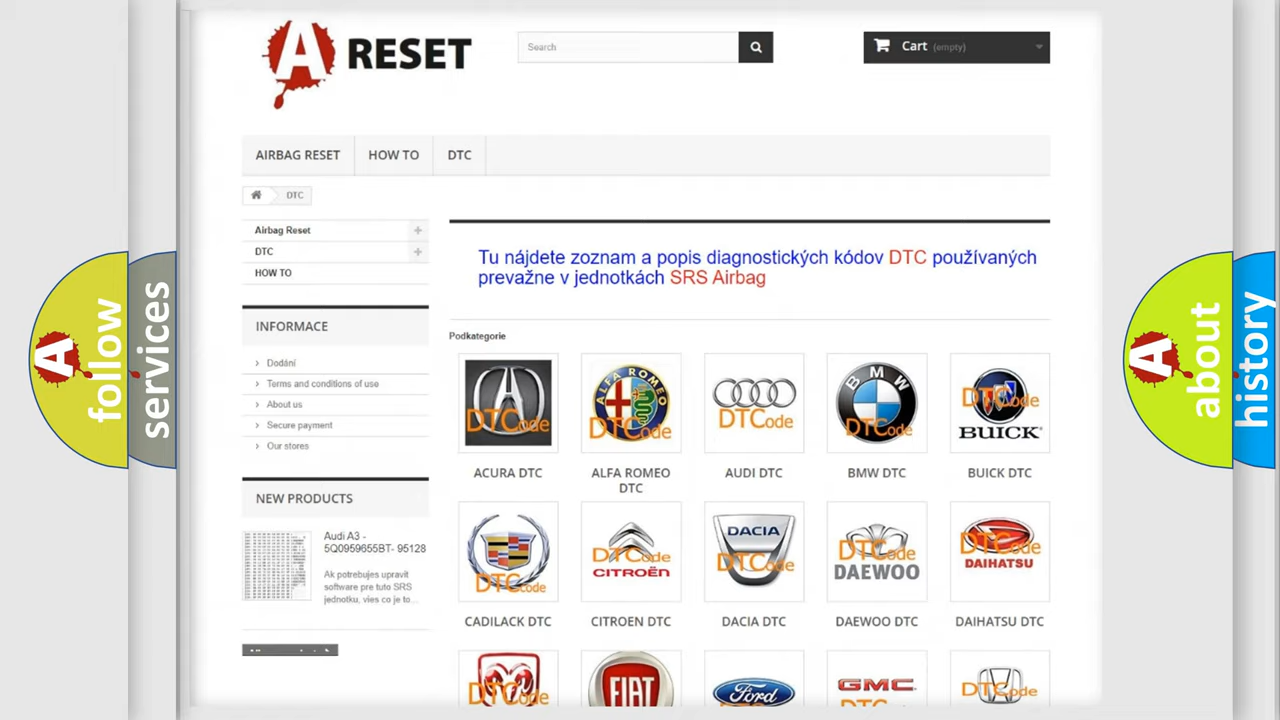 A RESET
Search
Cart (empty)
AIRBAG RESET
HOW TO
DTC
DTC
Airbag Reset
DTC
HOW TO
Tu nájdete zoznam a popis diagnostických kódov DTC používaných
prevažne v jednotkách SRS Airbag
INFORMACE
Dodání
Terms and conditions of use
About us
Secure payment
Our stores
Podkategorie
DTCode
ALFA ROMEO
DTCode
DTCode
BMW
DTCode
DTCode
BUICK
ACURA DTC
ALFA ROMEO
DTC
AUDI DTC
BMW DTC
BUICK DTC
NEW PRODUCTS
Audi A3 -
5Q0959655BT- 95128
Ak potrebujes upravit
software pre tuto SRS
jednotku, vies co je to...
DTCode
DTCode
CITROËN
DACIA
DTCode
DTCode
DAEWOO
DTCode
DAIHATSU
CADILACK DTC
CITROEN DTC
DACIA DTC
DAEWOO DTC
DAIHATSU DTC
DTCode
FIAT
Ford
GMC
DTCode
A
follow
services
A
about
history